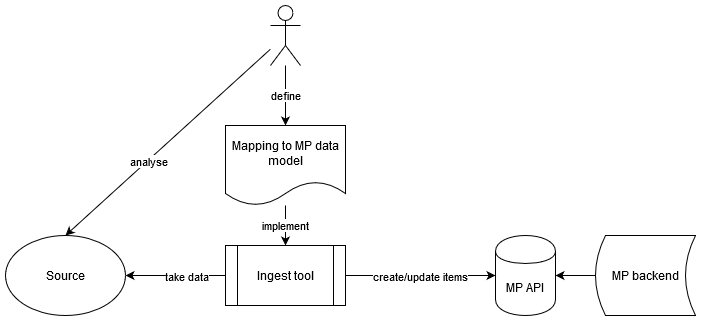 define
Mapping to MP data
model
analyse
implement
Source
take data
Ingest tool
create/update items
MP API
MP backend